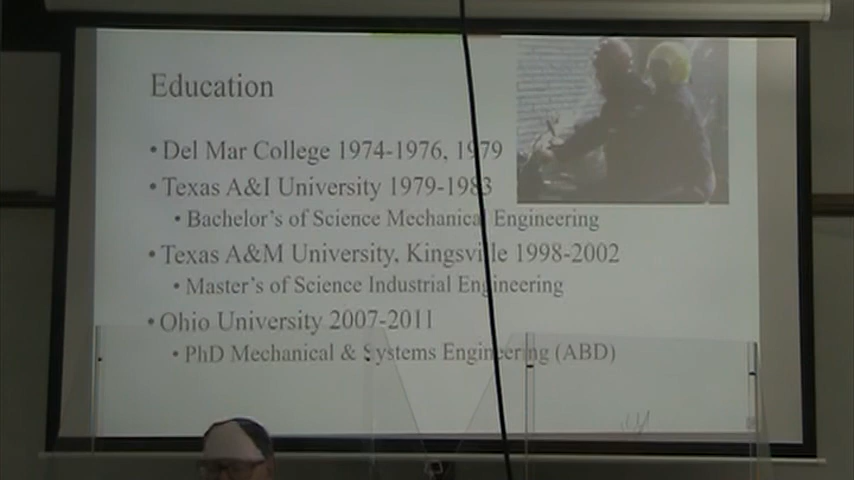 Education
• Del Mar College 1974-1976, 1979
• Texas A&I University 1979-1983
• Bachelor's of Science Mechanical Engineering
• Texas A&M University, Kingsville 1998-2002
• Master's of Science Industrial Engineering
• Ohio University 2007-2011
• PhD Mechanical & Systems Engineering (ABD)